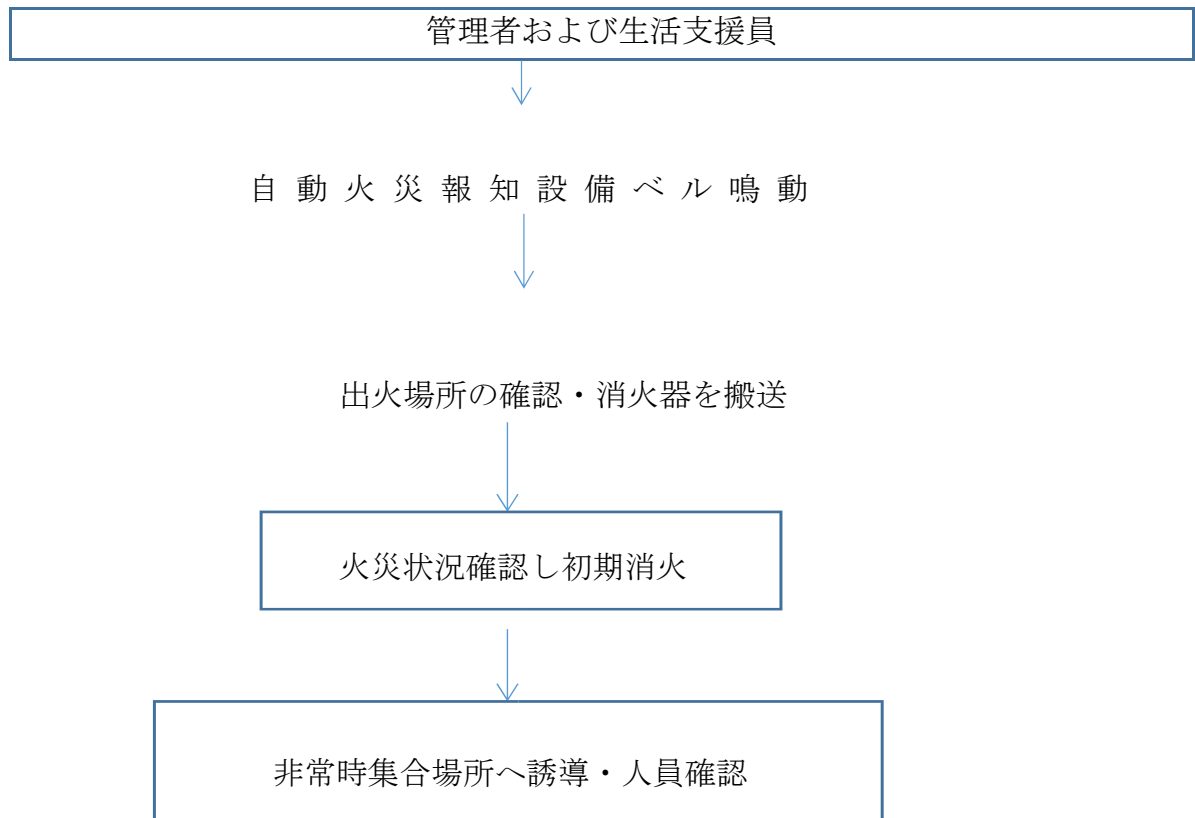 管理者および生活支援員
自動火災報知設備ベル鳴動
出火場所の確認・消火器を搬送
火災状況確認し初期消火
非常時集合場所へ誘導・人員確認